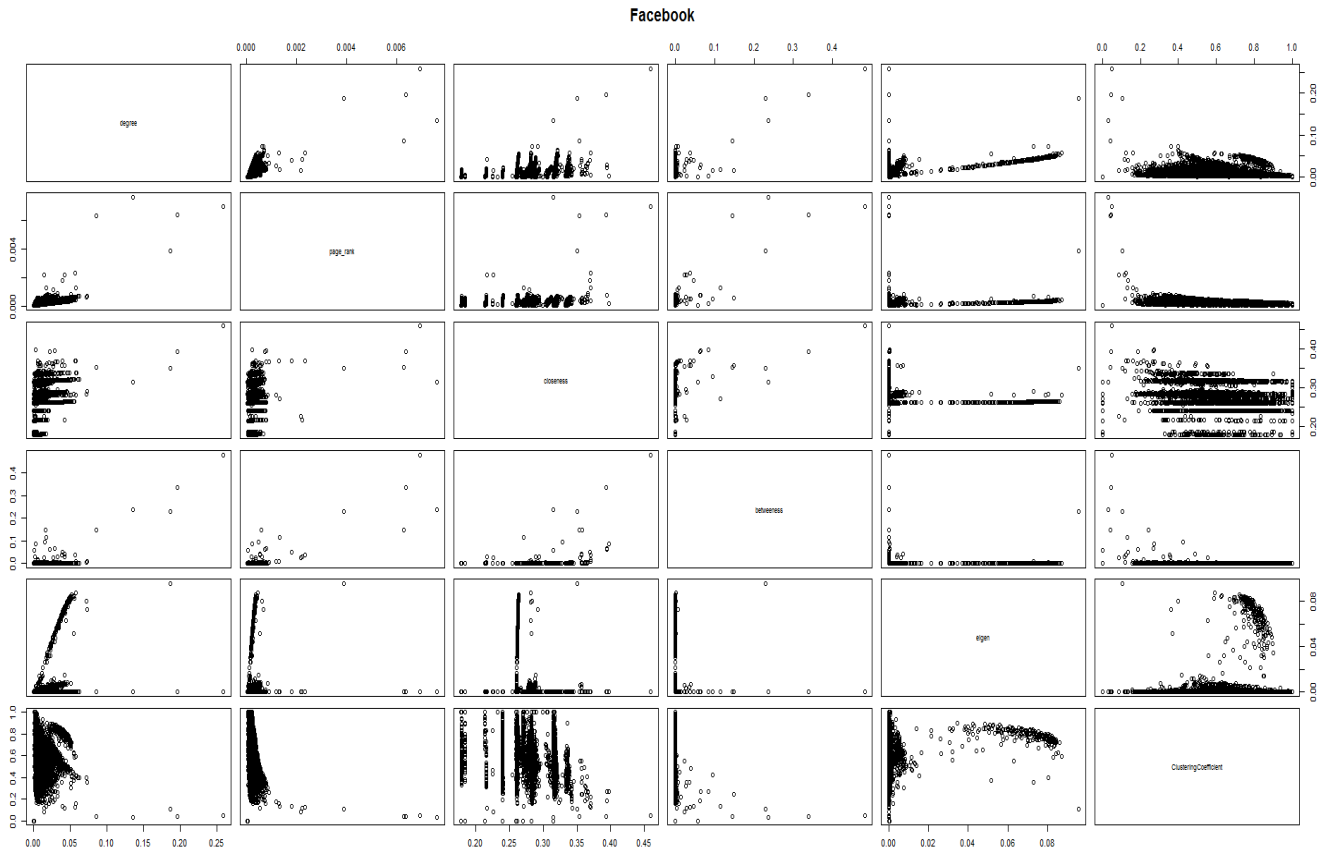 Facebook
0.000 0.002 0.004 0.006 0.0 0.1 0.2 0.3 0.4 0.0 0.2 0.4 0.6 0.8 1.0
degree
0.00 0.10 0.20
page_rank
0.000 0.004
closeness
0.20 0.30 0.40
betweeness
0.0 0.1 0.2 0.3 0.4
eigen
0.00 0.04 0.08
ClusteringCoefficient
0.0 0.2 0.4 0.6 0.8 1.0
0.00 0.05 0.10 0.15 0.20 0.25 0.20 0.25 0.30 0.35 0.40 0.45 0.00 0.02 0.04 0.06 0.08